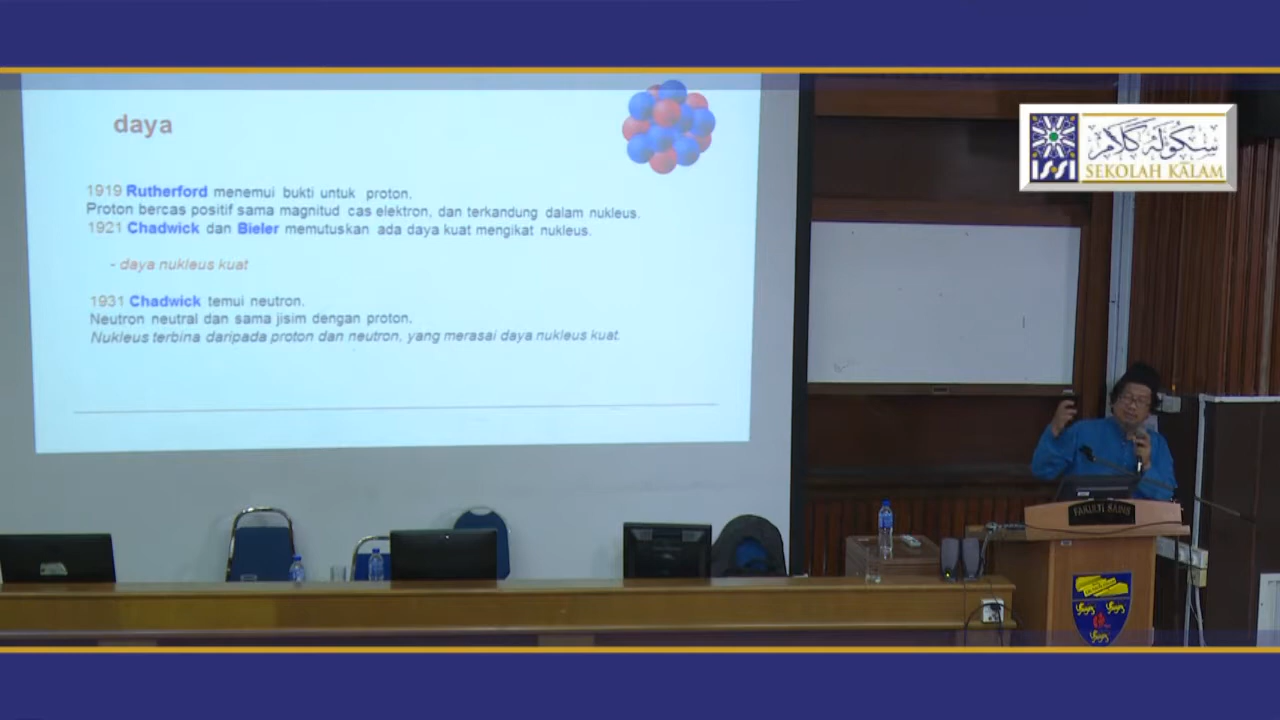 daya
1919 Rutherford menemui bukti untuk proton.
Proton bercas positif sama magnitud cas elektron, dan terkandung dalam nukleus.
1921 Chadwick dan Bieler memutuskan ada daya kuat mengikat nukleus.
- daya nukleus kuat
1931 Chadwick temui neutron.
Neutron neutral dan sama jisim dengan proton.
Nukleus terbina daripada proton dan neutron, yang merasai daya nukleus kuat.
سکوله کلام
ISSI
SEKOLAH KALĀM
FAKULTI SAINS